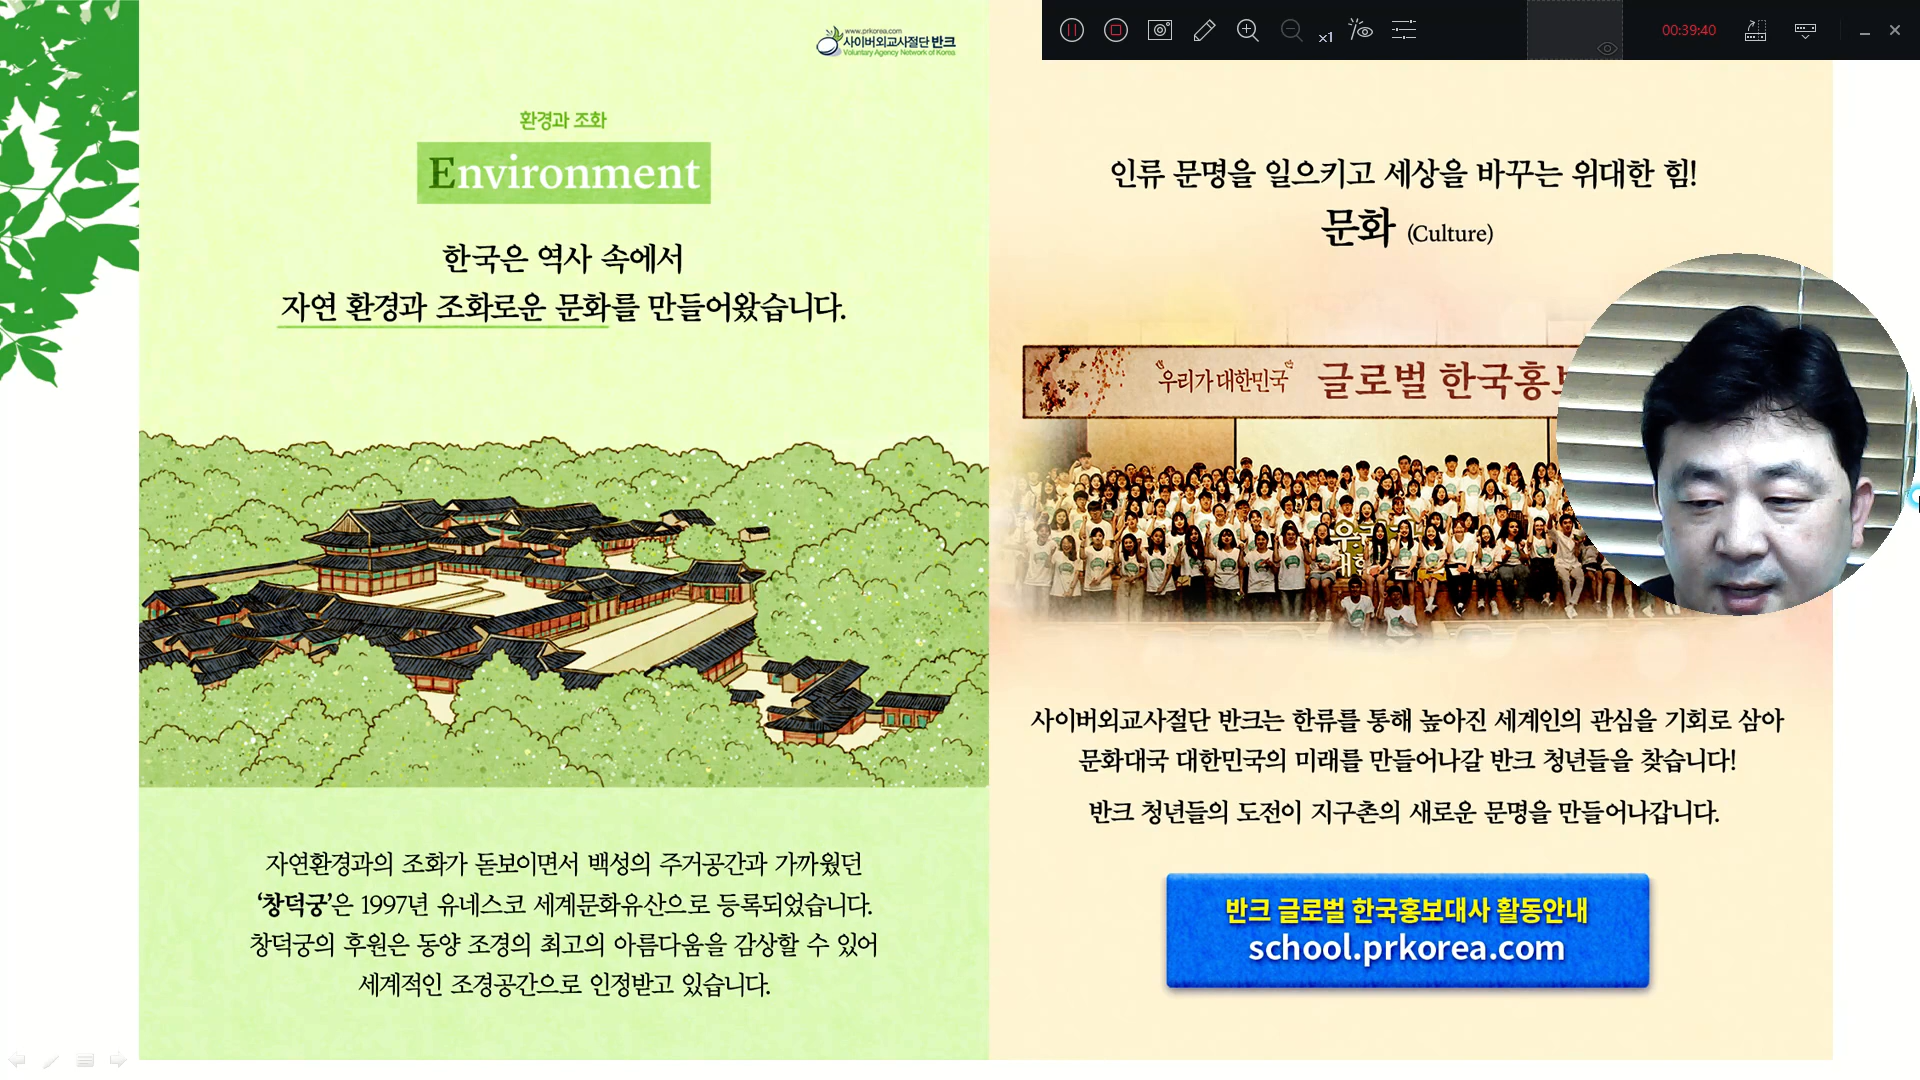 www.prkorea.com
사이버외교사절단 반크
Voluntary Agency Network of Korea
환경과 조화
Environment
한국은 역사 속에서
자연 환경과 조화로운 문화를 만들어왔습니다.
자연환경과의 조화가 돋보이면서 백성의 주거공간과 가까웠던
‘창덕궁’은 1997년 유네스코 세계문화유산으로 등록되었습니다.
창덕궁의 후원은 동양 조경의 최고의 아름다움을 감상할 수 있어
세계적인 조경공간으로 인정받고 있습니다.
x1
00:39:40
인류 문명을 일으키고 세상을 바꾸는 위대한 힘!
문화 (Culture)
“우리가 대한민국” 글로벌 한국홍
사이버외교사절단 반크는 한류를 통해 높아진 세계인의 관심을 기회로 삼아
문화대국 대한민국의 미래를 만들어나갈 반크 청년들을 찾습니다!
반크 청년들의 도전이 지구촌의 새로운 문명을 만들어나갑니다.
반크 글로벌 한국홍보대사 활동안내
school.prkorea.com